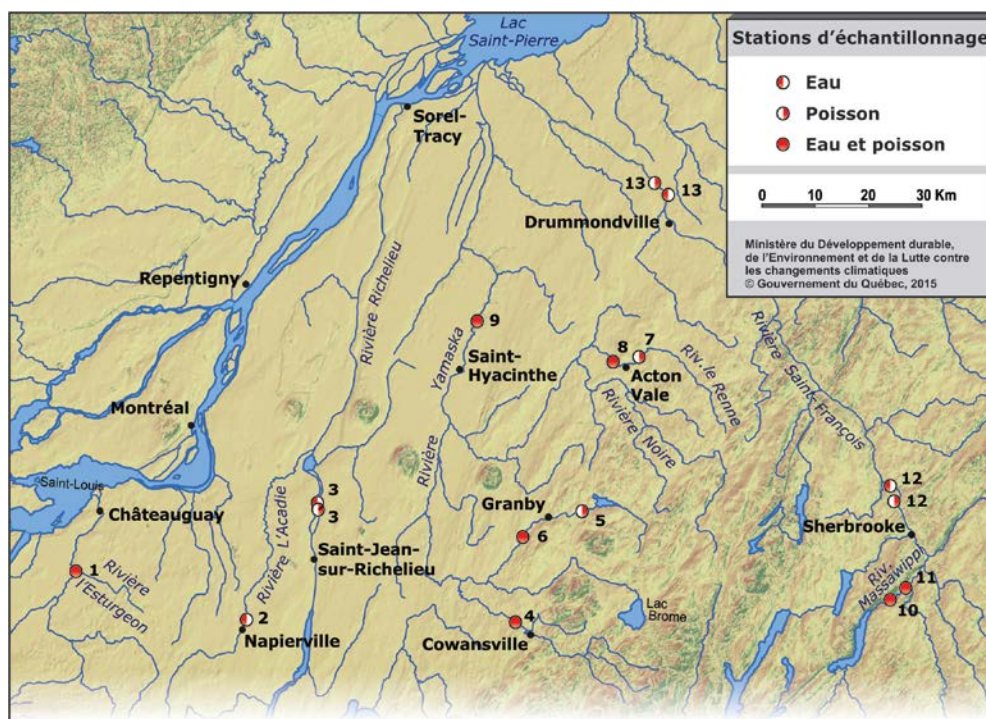 Lac
Saint-Pierre
Stations d'échantillonnage
Eau
Poisson
Eau et poisson
0 10 20 30 Km
Ministère du Développement durable,
de l'Environnement et de la Lutte contre
les changements climatiques
© Gouvernement du Québec, 2015
Sorel-
Tracy
13
13
Drummondville
Repentigny
Rivière Richelieu
9
Yamaska
Rivière
Saint-
Hyacinthe
8
7
Acton
Vale
Riv. le Renne
Rivière Noire
Rivière Saint-François
Montréal
Saint-Louis
Châteauguay
3
3
Granby
5
6
12
12
Sherbrooke
Saint-Jean-
sur-Richelieu
Rivière L'Acadie
1
Rivière
l'Esturgeon
2
Napierville
4
Cowansville
Lac
Brome
Riv.
Massawippi
11
10